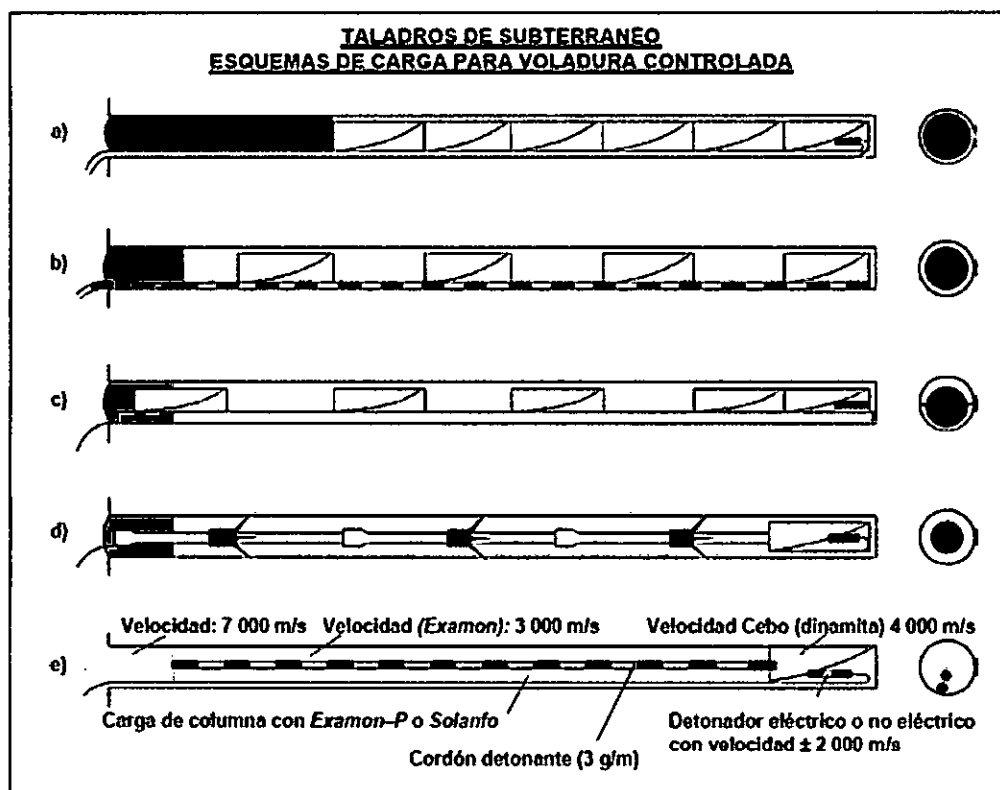 TALADROS DE SUBTERRANEO
ESQUEMAS DE CARGA PARA VOLADURA CONTROLADA
a)
b)
c)
d)
Velocidad: 7 000 m/s
Velocidad (Examon): 3 000 m/s
Velocidad Cebo (dinamita) 4 000 m/s
e)
Carga de columna con Examon–P o Solanfo
Cordón detonante (3 g/m)
Detonador eléctrico o no eléctrico
con velocidad ± 2 000 m/s